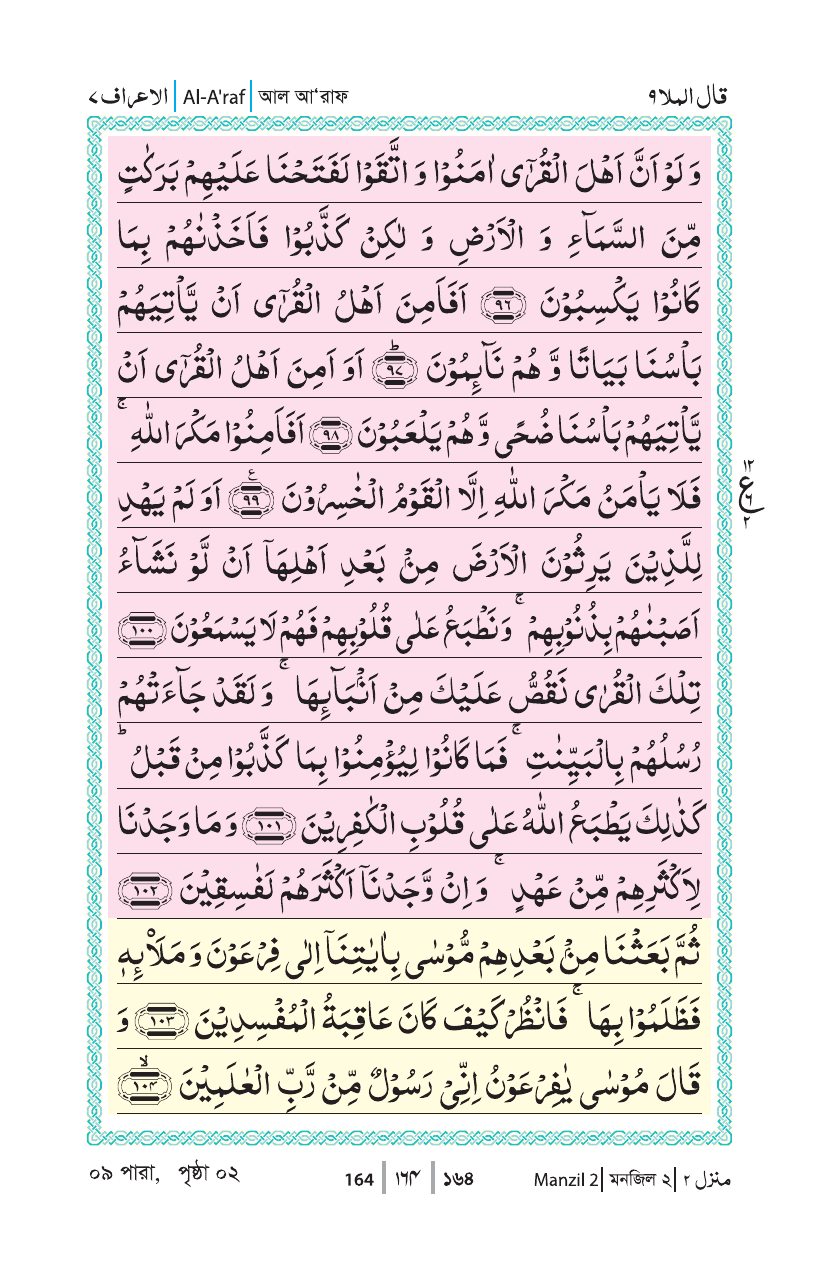 الاعراف ٧ | Al-A'raf | আল আ‘রাফ
قال الملا ٩
وَ لَوْ اَنَّ اَهْلَ الْقُرٰۤى اٰمَنُوْا وَ اتَّقَوْا لَفَتَحْنَا عَلَيْهِمْ بَرَكٰتٍ
مِّنَ السَّمَآءِ وَ الْاَرْضِ وَ لٰكِنْ كَذَّبُوْا فَاَخَذْنٰهُمْ بِمَا
كَانُوْا يَكْسِبُوْنَ ﴿٩٦﴾ اَفَاَمِنَ اَهْلُ الْقُرٰۤى اَنْ يَّاْتِيَهُمْ
بَاْسُنَا بَيَاتًا وَّ هُمْ نَآىِٕمُوْنَ ﴿٩٧﴾ؕ اَوَ اَمِنَ اَهْلُ الْقُرٰۤى اَنْ
يَّاْتِيَهُمْ بَاْسُنَا ضُحًى وَّ هُمْ يَلْعَبُوْنَ ﴿٩٨﴾ اَفَاَمِنُوْا مَكْرَ اللّٰهِ ۚ
فَلَا يَاْمَنُ مَكْرَ اللّٰهِ اِلَّا الْقَوْمُ الْخٰسِرُوْنَ ﴿٩٩﴾ع اَوَ لَمْ يَهْدِ
١٢
ع
٦
٢
لِلَّذِيْنَ يَرِثُوْنَ الْاَرْضَ مِنْۢ بَعْدِ اَهْلِهَاۤ اَنْ لَّوْ نَشَآءُ
اَصَبْنٰهُمْ بِذُنُوْبِهِمْ ۚ وَ نَطْبَعُ عَلٰى قُلُوْبِهِمْ فَهُمْ لَا يَسْمَعُوْنَ ﴿١٠٠﴾
تِلْكَ الْقُرٰى نَقُصُّ عَلَيْكَ مِنْ اَنْۢبَآىِٕهَا ۚ وَ لَقَدْ جَآءَتْهُمْ
رُسُلُهُمْ بِالْبَيِّنٰتِ ۚ فَمَا كَانُوْا لِيُؤْمِنُوْا بِمَا كَذَّبُوْا مِنْ قَبْلُ ؕ
كَذٰلِكَ يَطْبَعُ اللّٰهُ عَلٰى قُلُوْبِ الْكٰفِرِيْنَ ﴿١٠١﴾ وَ مَا وَجَدْنَا
لِاَكْثَرِهِمْ مِّنْ عَهْدٍ ۚ وَ اِنْ وَّجَدْنَاۤ اَكْثَرَهُمْ لَفٰسِقِيْنَ ﴿١٠٢﴾
ثُمَّ بَعَثْنَا مِنْۢ بَعْدِهِمْ مُّوْسٰى بِاٰيٰتِنَاۤ اِلٰى فِرْعَوْنَ وَ مَلَا۠ىِٕهٖ
فَظَلَمُوْا بِهَا ۚ فَانْظُرْ كَيْفَ كَانَ عَاقِبَةُ الْمُفْسِدِيْنَ ﴿١٠٣﴾ وَ
قَالَ مُوْسٰى يٰفِرْعَوْنُ اِنِّيْ رَسُوْلٌ مِّنْ رَّبِّ الْعٰلَمِيْنَ ﴿١٠٤﴾ۙ
০৯ পারা, পৃষ্ঠা ০২
164 | ١٦٤ | ১৬৪
Manzil 2 | মনজিল ২ | منزل ٢